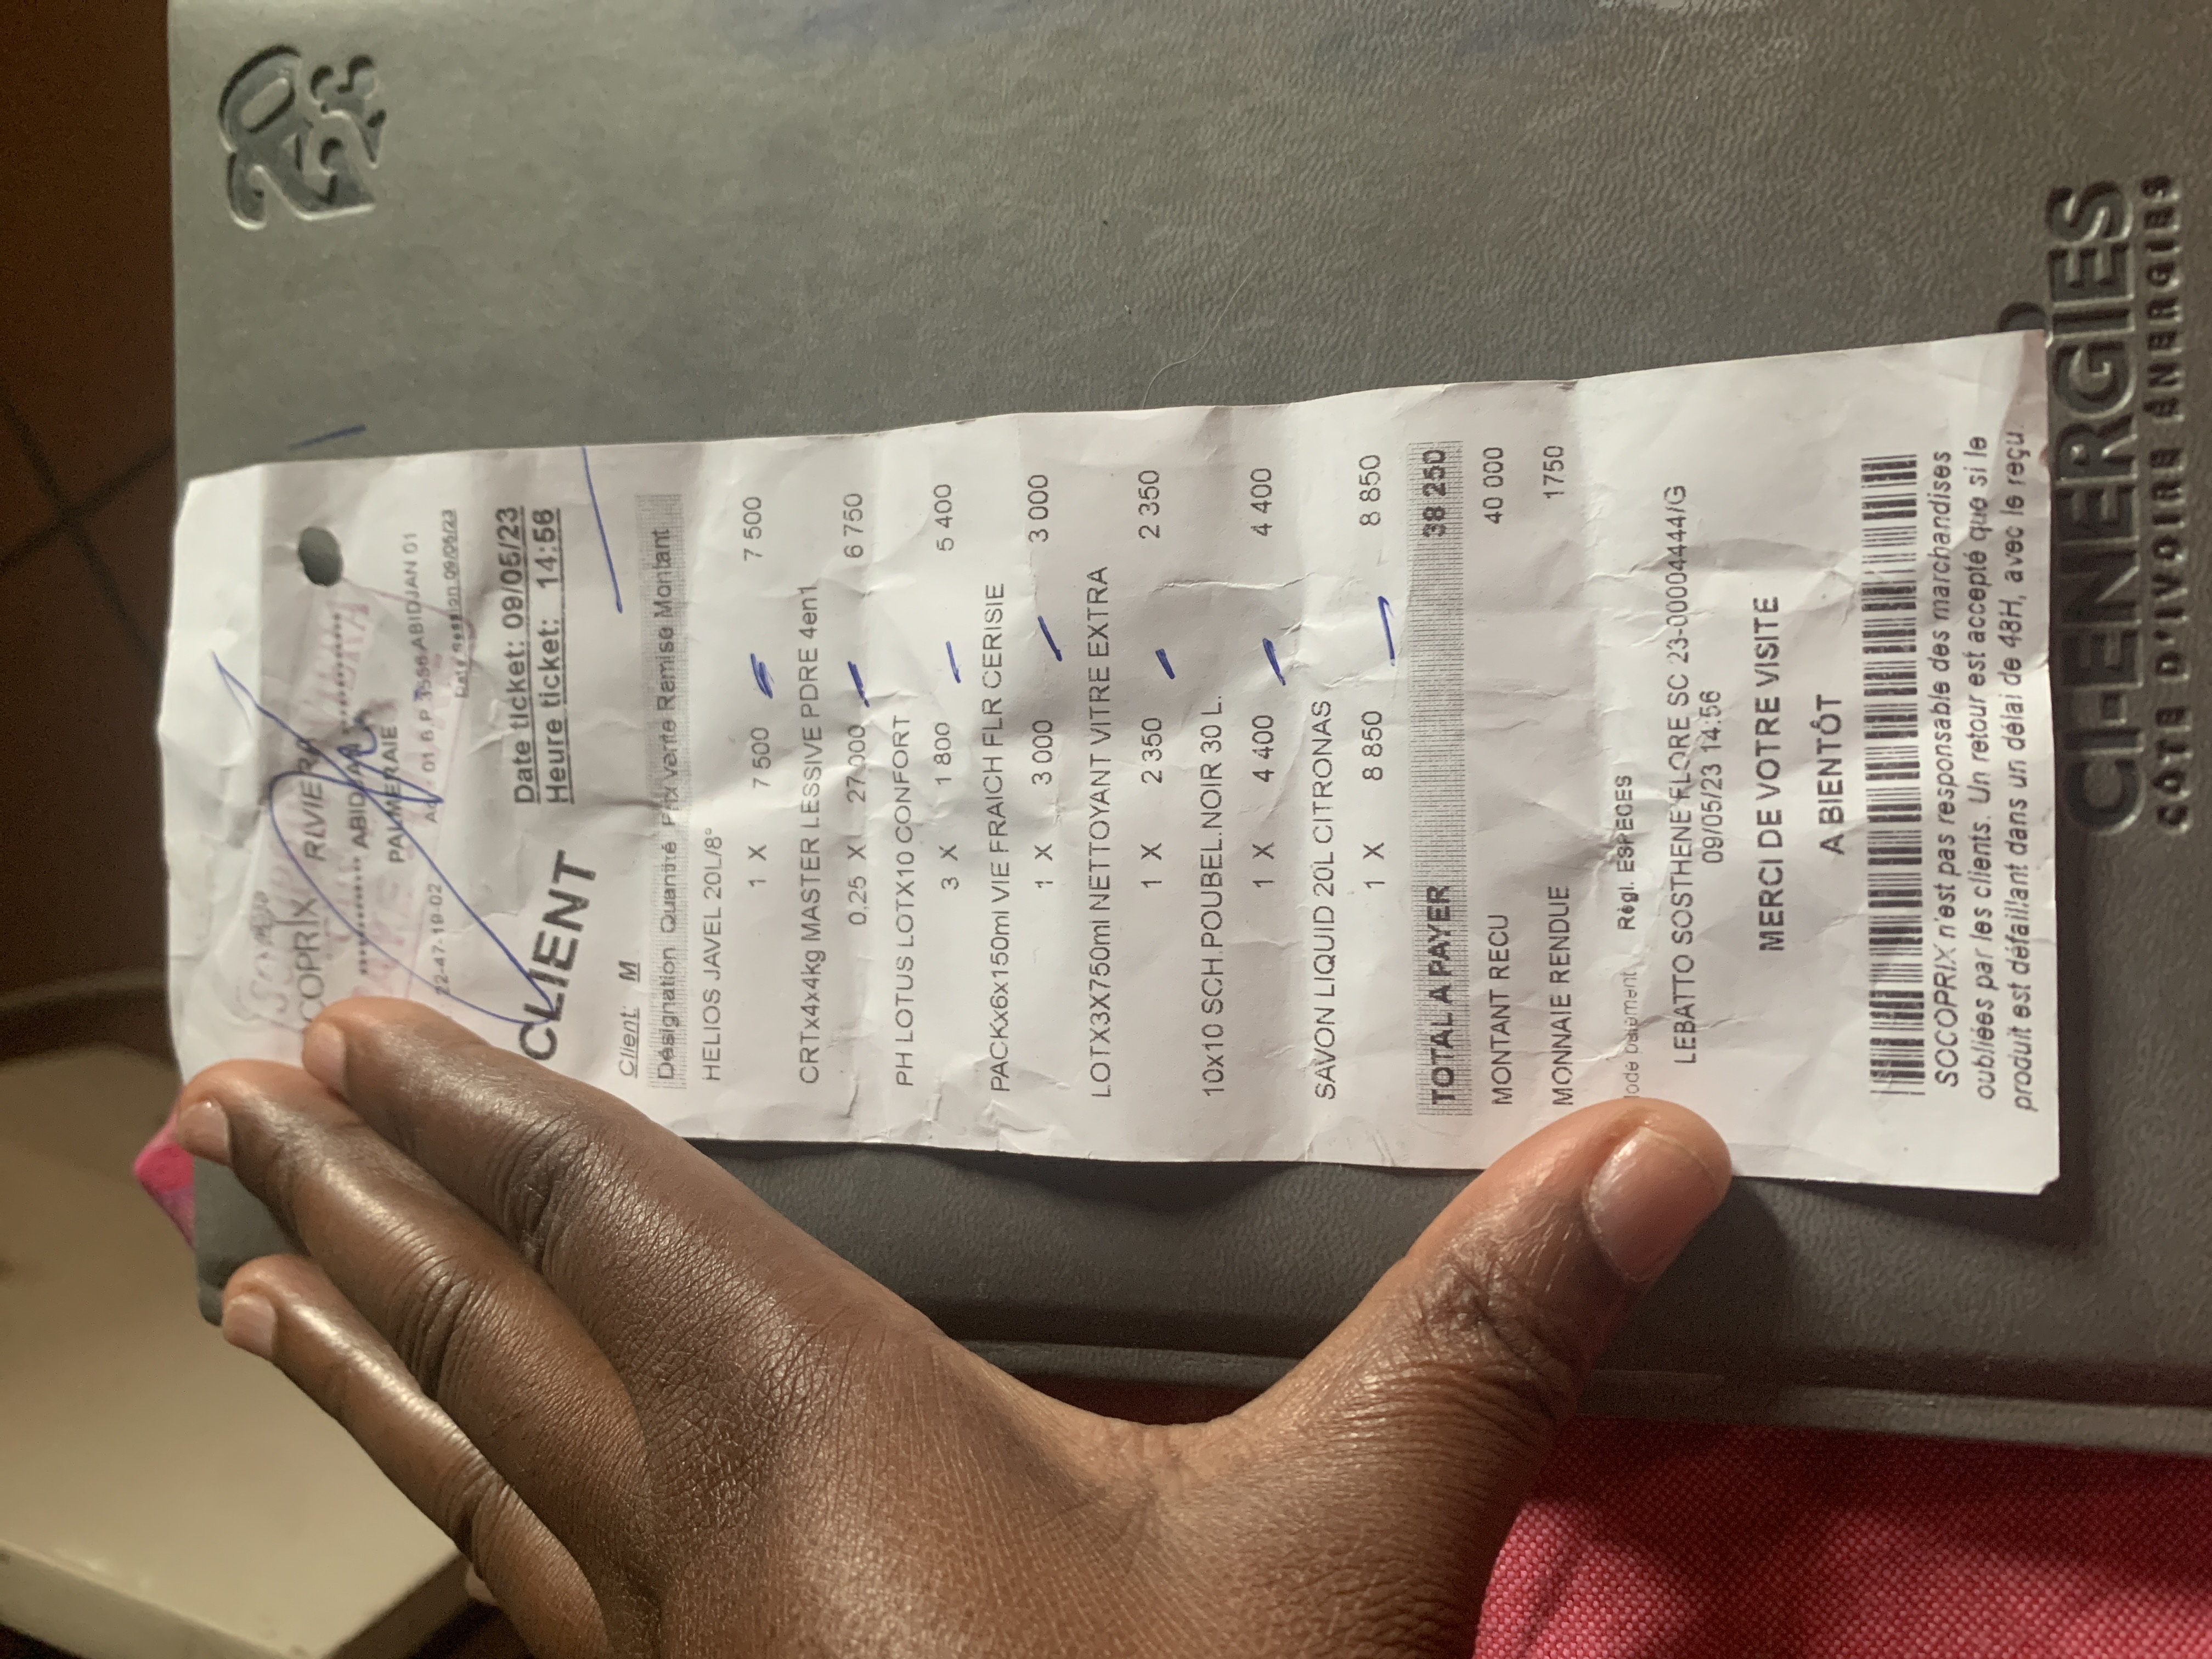 COPRIX RIVIERA
ABIDJAN
PALMERAIE
22-47-19-02 Ad : 01 B.P 3556 ABIDJAN 01
Date Session 09/05/23
CLIENT
Date ticket: 09/05/23
Heure ticket: 14:56
Client: M
Désignation Quantité Prix vente Remise Montant
HELIOS JAVEL 20L/8°
1 X 7 500 7 500
CRTx4x4kg MASTER LESSIVE PDRE 4en1
0,25 X 27 000 6 750
PH LOTUS LOTX10 CONFORT
3 X 1 800 5 400
PACKx6x150ml VIE FRAICH FLR CERISIE
1 X 3 000 3 000
LOTX3X750ml NETTOYANT VITRE EXTRA
1 X 2 350 2 350
10x10 SCH.POUBEL.NOIR 30 L.
1 X 4 400 4 400
SAVON LIQUID 20L CITRONAS
1 X 8 850 8 850
TOTAL A PAYER 38 250
MONTANT RECU 40 000
MONNAIE RENDUE 1750
ode paiement Règl. ESPECES
LEBATTO SOSTHENE FLORE SC 23-00004444/G
09/05/23 14:56
MERCI DE VOTRE VISITE
A BIENTÔT
SOCOPRIX n'est pas responsable des marchandises
oubliées par les clients. Un retour est accepté que si le
produit est défaillant dans un délai de 48H, avec le reçu
2023
CI-ENERGIES
CÔTE D'IVOIRE ÉNERGIES